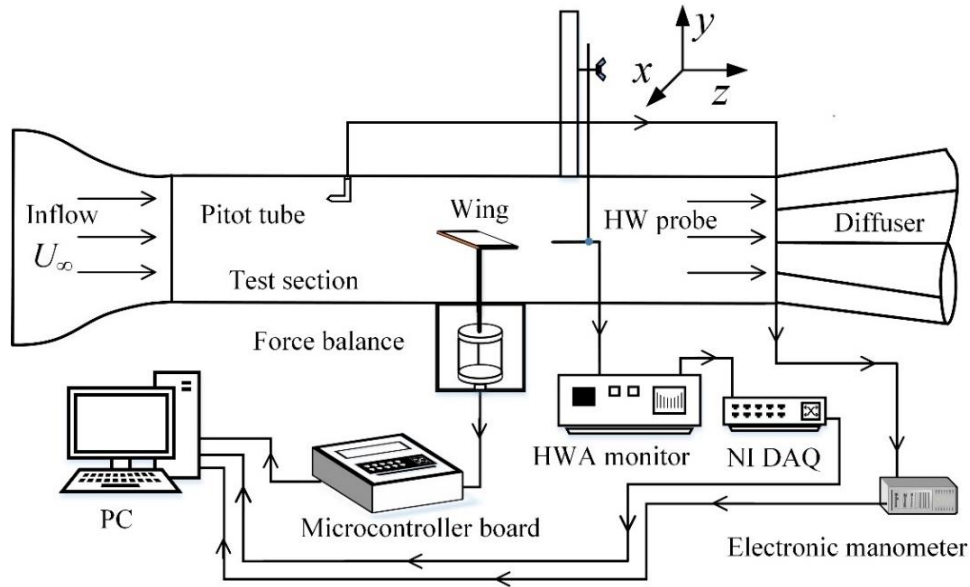 y
x
z
Inflow
U∞
Pitot tube
Wing
HW probe
Diffuser
Test section
Force balance
HWA monitor
NI DAQ
PC
Microcontroller board
Electronic manometer